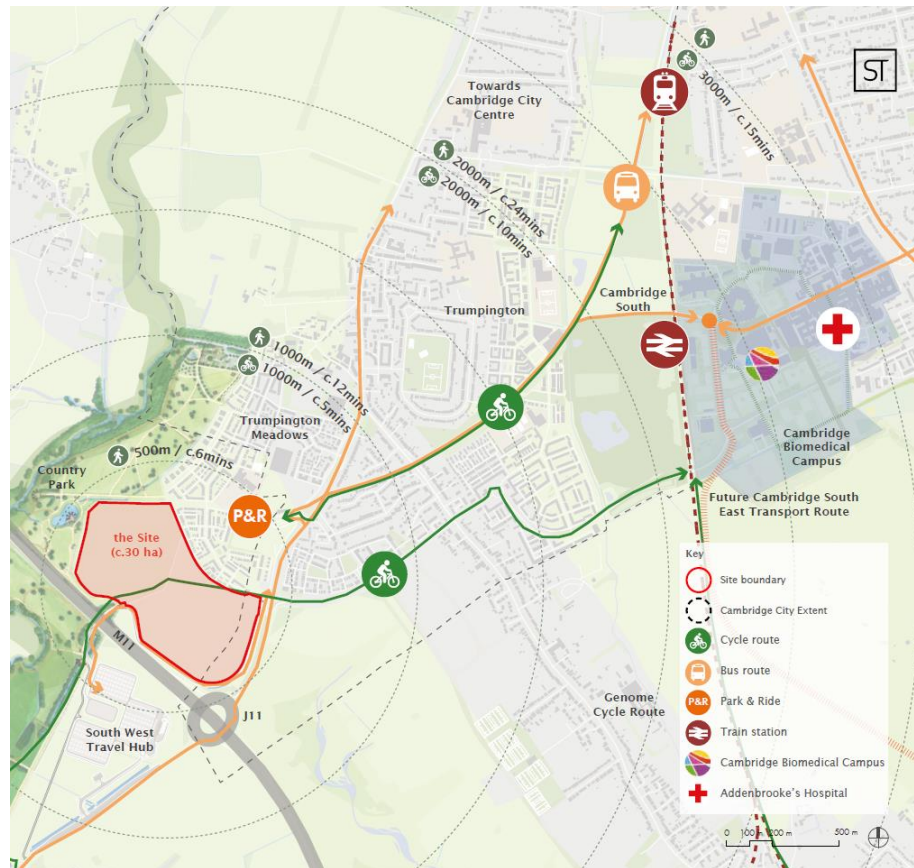 ST
Towards
Cambridge City
Centre
3000m / c.15mins
2000m / c.24mins
2000m / c.10mins
Cambridge
South
Trumpington
1000m / c.12mins
1000m / c.5mins
Trumpington
Meadows
500m / c.6mins
Country
Park
Cambridge
Biomedical
Campus
P&R
Future Cambridge South
East Transport Route
the Site
(c.30 ha)
M11
J11
South West
Travel Hub
Genome
Cycle Route
Key
Site boundary
Cambridge City Extent
Cycle route
Bus route
P&R
Park & Ride
Train station
Cambridge Biomedical Campus
Addenbrooke's Hospital
0 100 m 200 m 500 m